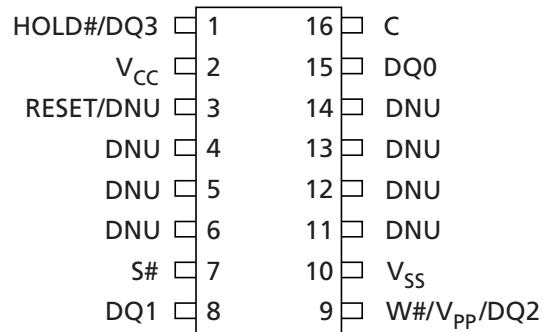 HOLD#/DQ3 1 16 C
VCC 2 15 DQ0
RESET/DNU 3 14 DNU
DNU 4 13 DNU
DNU 5 12 DNU
DNU 6 11 DNU
S# 7 10 VSS
DQ1 8 9 W#/VPP/DQ2